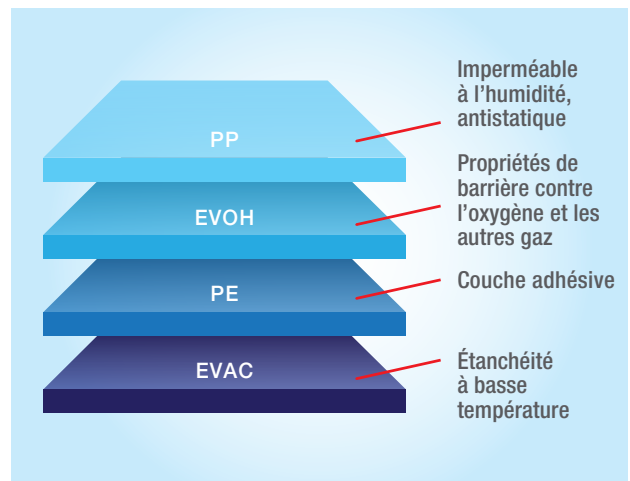 PP
Imperméable
à l’humidité,
antistatique
EVOH
Propriétés de
barrière contre
l’oxygène et les
autres gaz
PE
Couche adhésive
EVAC
Étanchéité
à basse
température